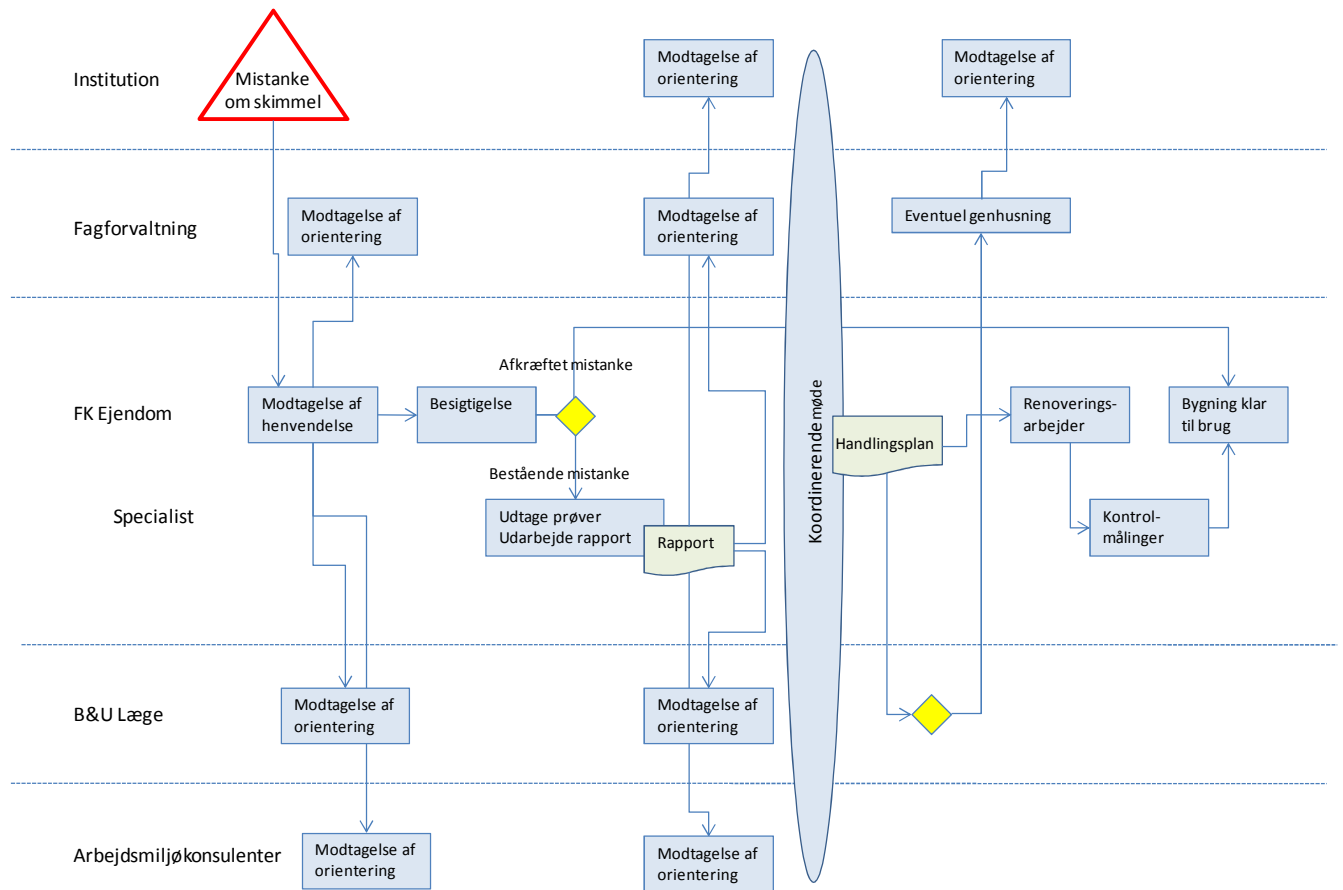 Institution
Mistanke
om skimmel
Modtagelse af
orientering
Modtagelse af
orientering
Fagforvaltning
Modtagelse af
orientering
Modtagelse af
orientering
Eventuel genhusning
FK Ejendom
Modtagelse af
henvendelse
Besigtigelse
Afkræftet mistanke
Bestående mistanke
Koordinerendemøde
Handlingsplan
Renoverings-
arbejder
Bygning klar
til brug
Specialist
Udtage prøver
Udarbejde rapport
Rapport
Kontrol-
målinger
B&U Læge
Modtagelse af
orientering
Modtagelse af
orientering
Arbejdsmiljøkonsulenter
Modtagelse af
orientering
Modtagelse af
orientering